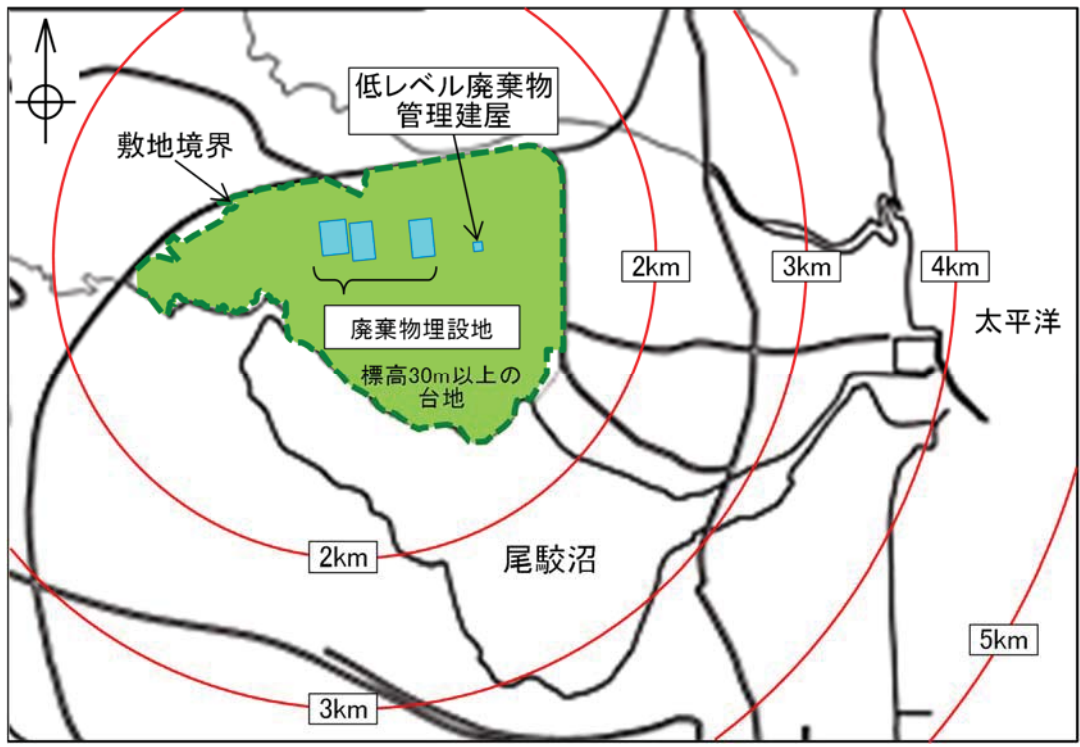 低レベル廃棄物
管理建屋
敷地境界
2km
3km
4km
太平洋
廃棄物埋設地
標高30m以上の
台地
2km
尾駮沼
5km
3km